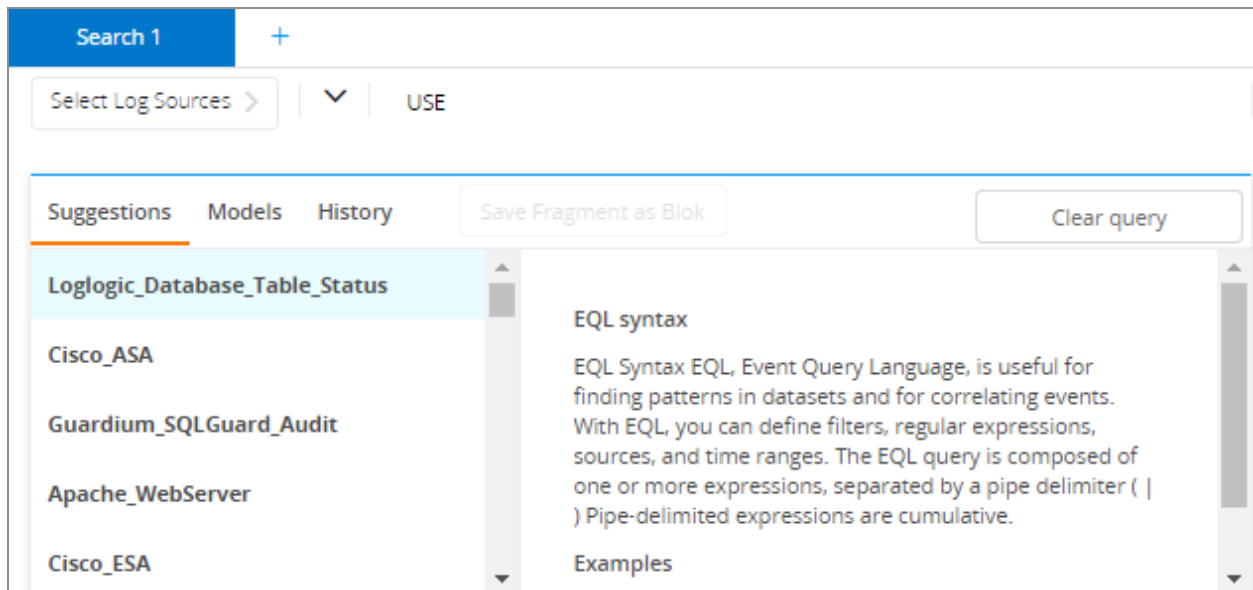 Search 1 +
Select Log Sources USE
Suggestions Models History Save Fragment as Blok Clear query
Loglogic_Database_Table_Status
Cisco_ASA
Guardium_SQLGuard_Audit
Apache_WebServer
Cisco_ESA
EQL syntax
EQL Syntax EQL, Event Query Language, is useful for
finding patterns in datasets and for correlating events.
With EQL, you can define filters, regular expressions,
sources, and time ranges. The EQL query is composed of
one or more expressions, separated by a pipe delimiter ( |
) Pipe-delimited expressions are cumulative.
Examples